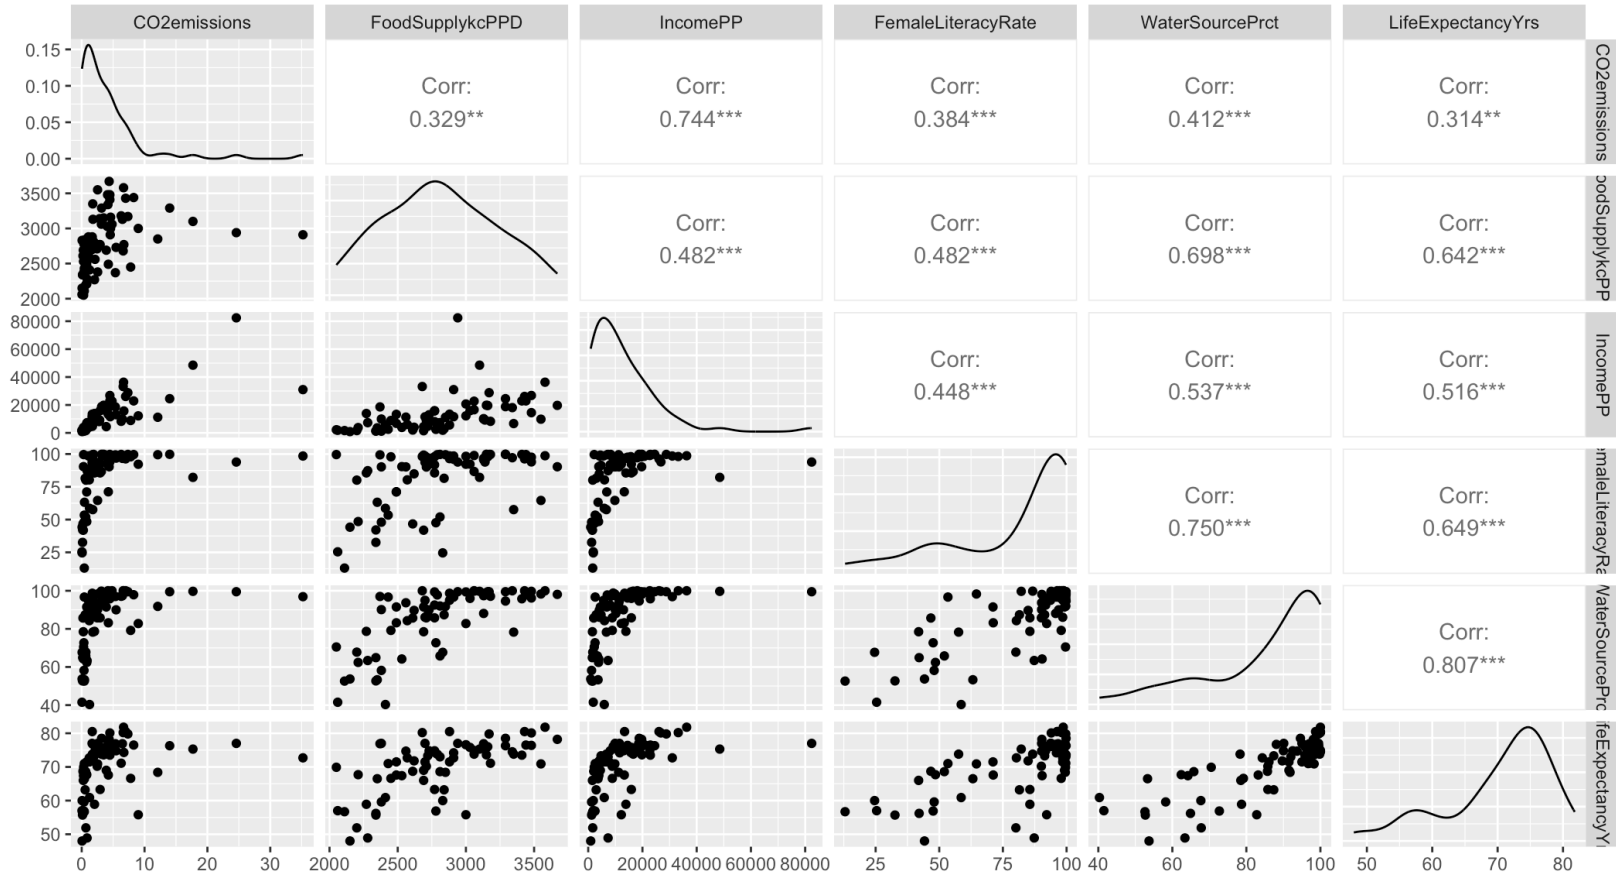 CO2emissions FoodSupplykcPPD IncomePP FemaleLiteracyRate WaterSourcePrct LifeExpectancyYrs
0.15
0.10
0.05
0.00
Corr:
0.329**
Corr:
0.744***
Corr:
0.384***
Corr:
0.412***
Corr:
0.314**
CO2emissions
3500
3000
2500
2000
Corr:
0.482***
Corr:
0.482***
Corr:
0.698***
Corr:
0.642***
oodSupplykcPP
80000
60000
40000
20000
0
Corr:
0.448***
Corr:
0.537***
Corr:
0.516***
IncomePP
100
75
50
25
Corr:
0.750***
Corr:
0.649***
maleLiteracyRa
100
80
60
40
Corr:
0.807***
WaterSourcePrc
80
70
60
50
ifeExpectancyY
0 10 20 30 2000 2500 3000 3500 0 20000 40000 60000 80000 25 50 75 100 40 60 80 100 50 60 70 80